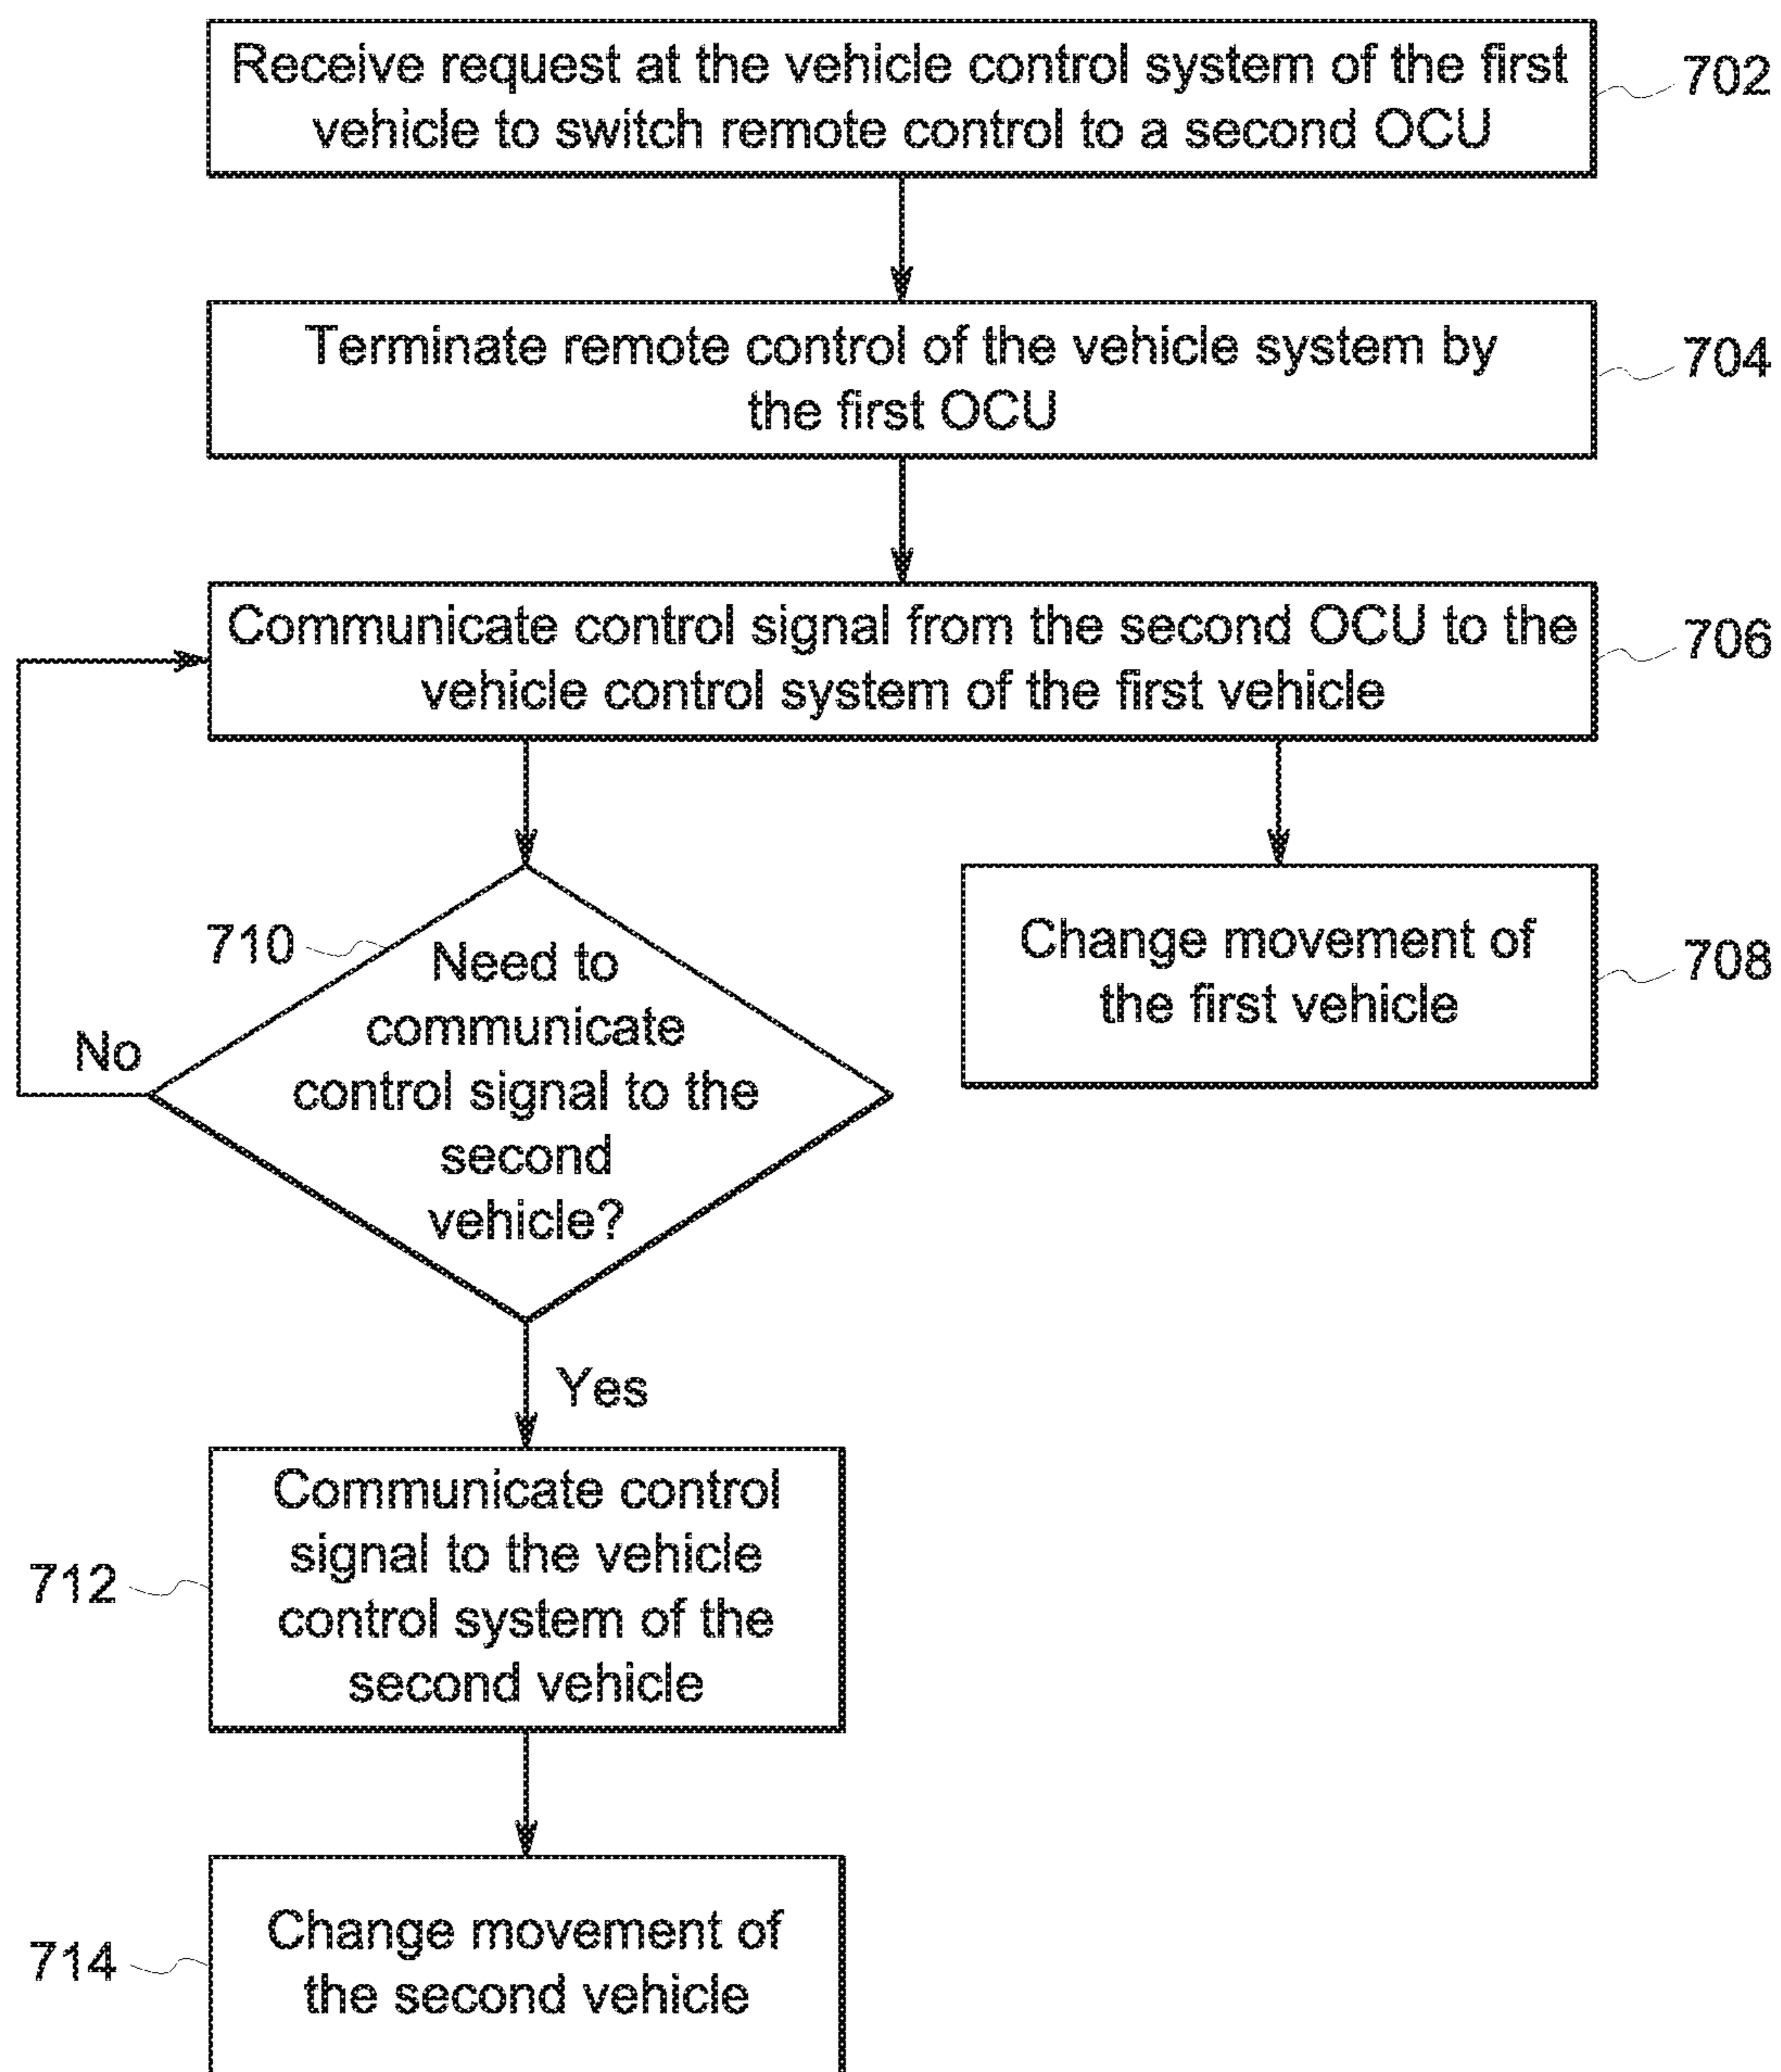 Receive request at the vehicle control system of the first
vehicle to switch remote control to a second OCU
702
Terminate remote control of the vehicle system by
the first OCU
704
Communicate control signal from the second OCU to the
vehicle control system of the first vehicle
706
710
Need to
communicate
control signal to the
second
vehicle?
No
Change movement of
the first vehicle
708
Yes
Communicate control
signal to the vehicle
control system of the
second vehicle
712
Change movement of
the second vehicle
714